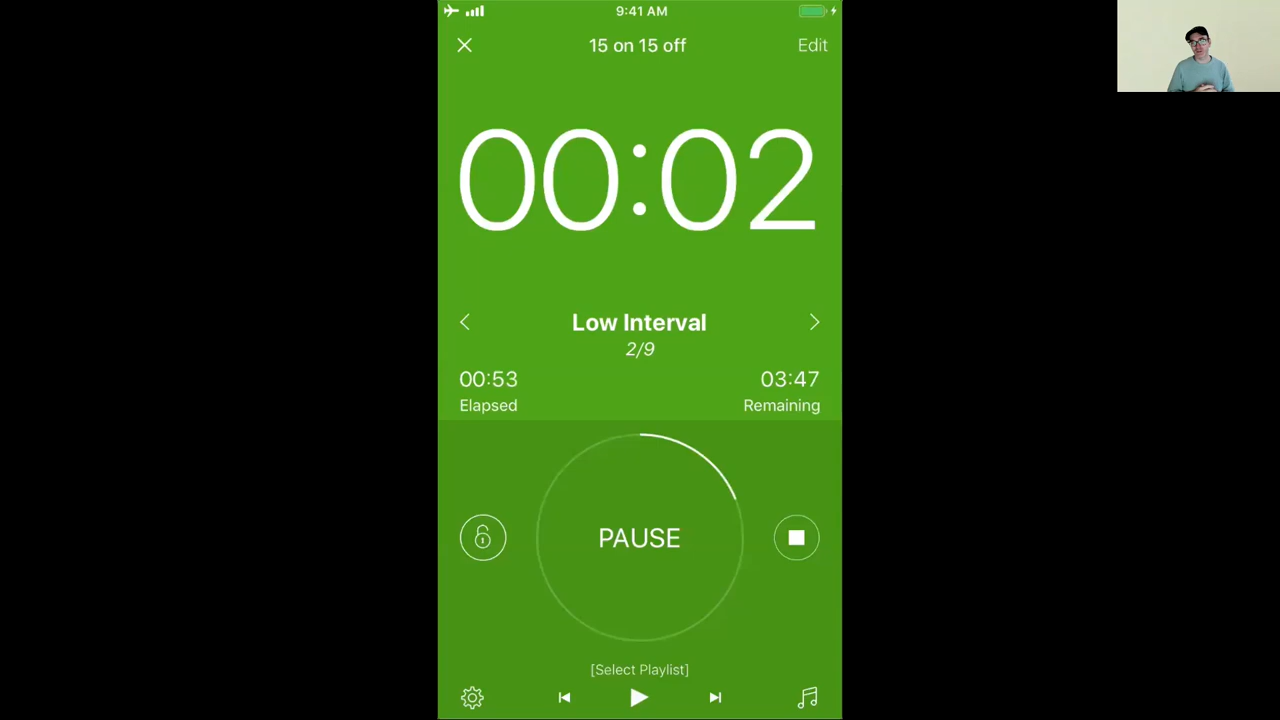 9:41 AM
15 on 15 off
Edit
00:02
Low Interval
2/9
00:53
03:47
Elapsed
Remaining
PAUSE
[Select Playlist]